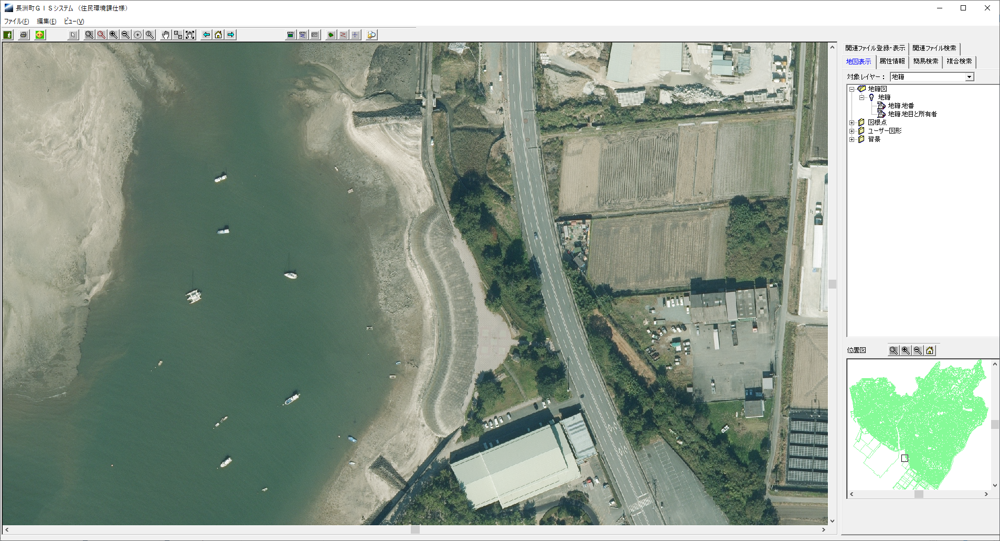 長洲町ＧＩＳシステム （住民環境課仕様）
ファイル(F) 編集(E) ビュー(V)
関連ファイル登録・表示 関連ファイル検索
地図表示 属性情報 簡易検索 複合検索
対象レイヤー： 地籍
地籍図
地籍
地籍 地番
地籍 地目と所有者
図根点
ユーザー図形
背景
位置図